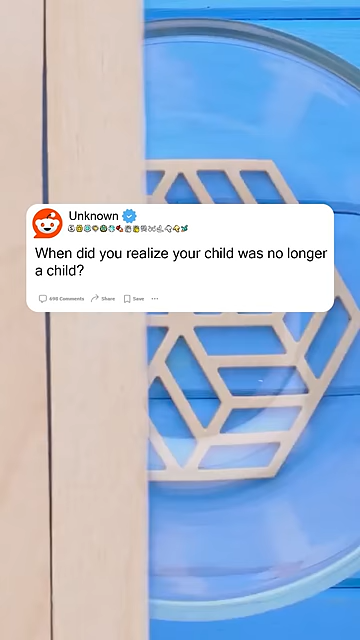 Unknown
When did you realize your child was no longer
a child?
698 Comments Share Save